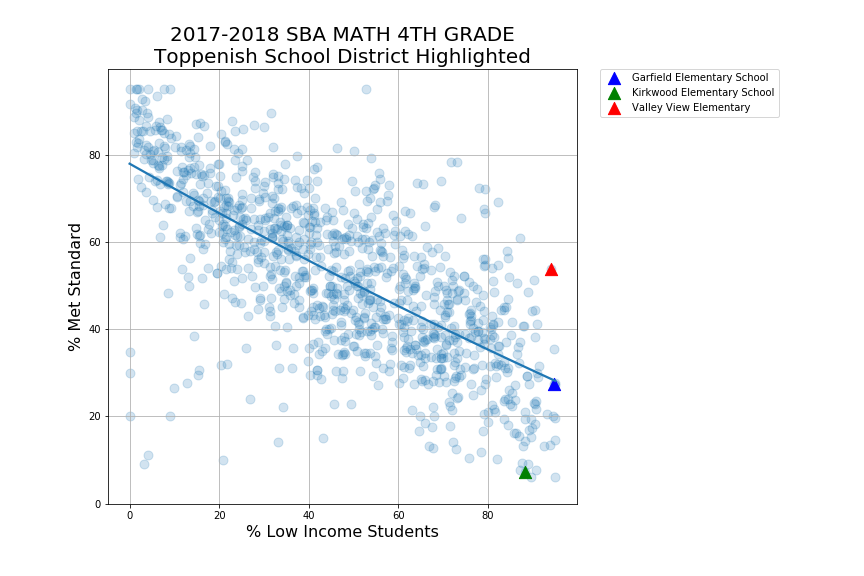 2017-2018 SBA MATH 4TH GRADE
Toppenish School District Highlighted
Garfield Elementary School
Kirkwood Elementary School
Valley View Elementary
% Met Standard
80
60
40
20
0
0 20 40 60 80
% Low Income Students